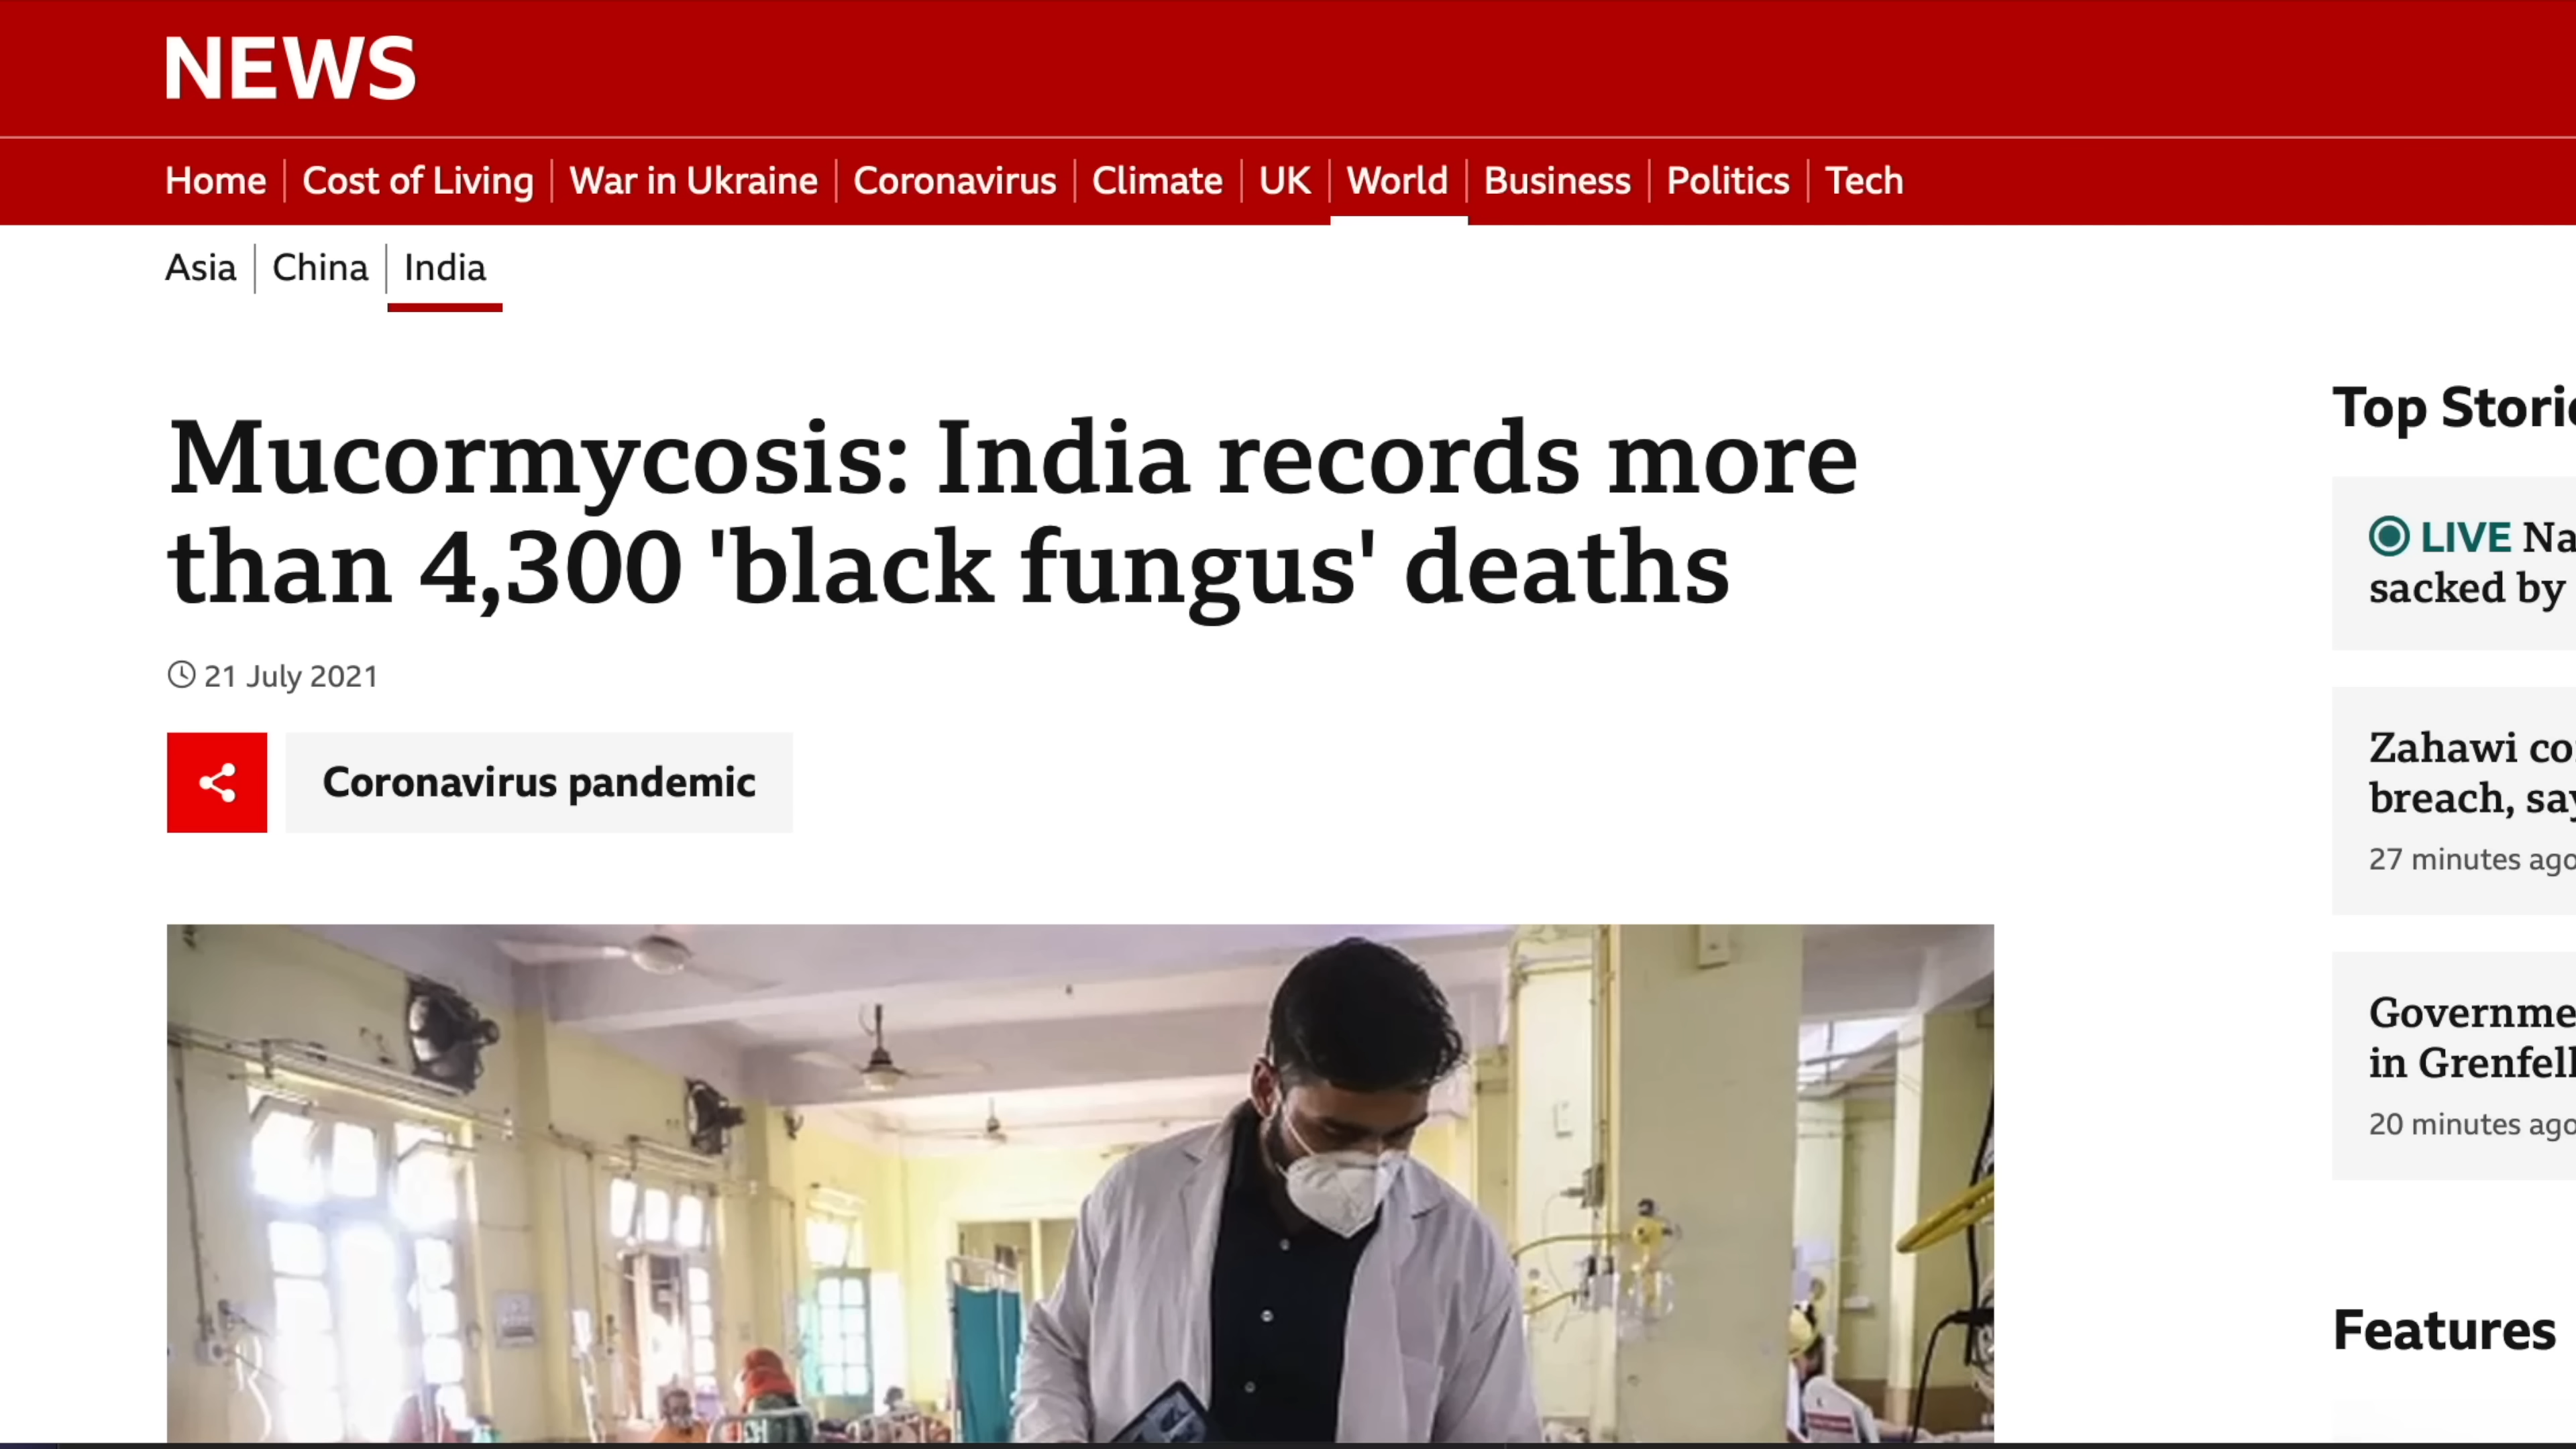 NEWS
Home
Cost of Living
War in Ukraine
Coronavirus
Climate
UK
World
Business
Politics
Tech
Asia
China
India
Mucormycosis: India records more
than 4,300 'black fungus' deaths
21 July 2021
Coronavirus pandemic
Top Stori
LIVE Na
sacked by
Zahawi co
breach, say
27 minutes ago
Governme
in Grenfell
20 minutes ago
Features